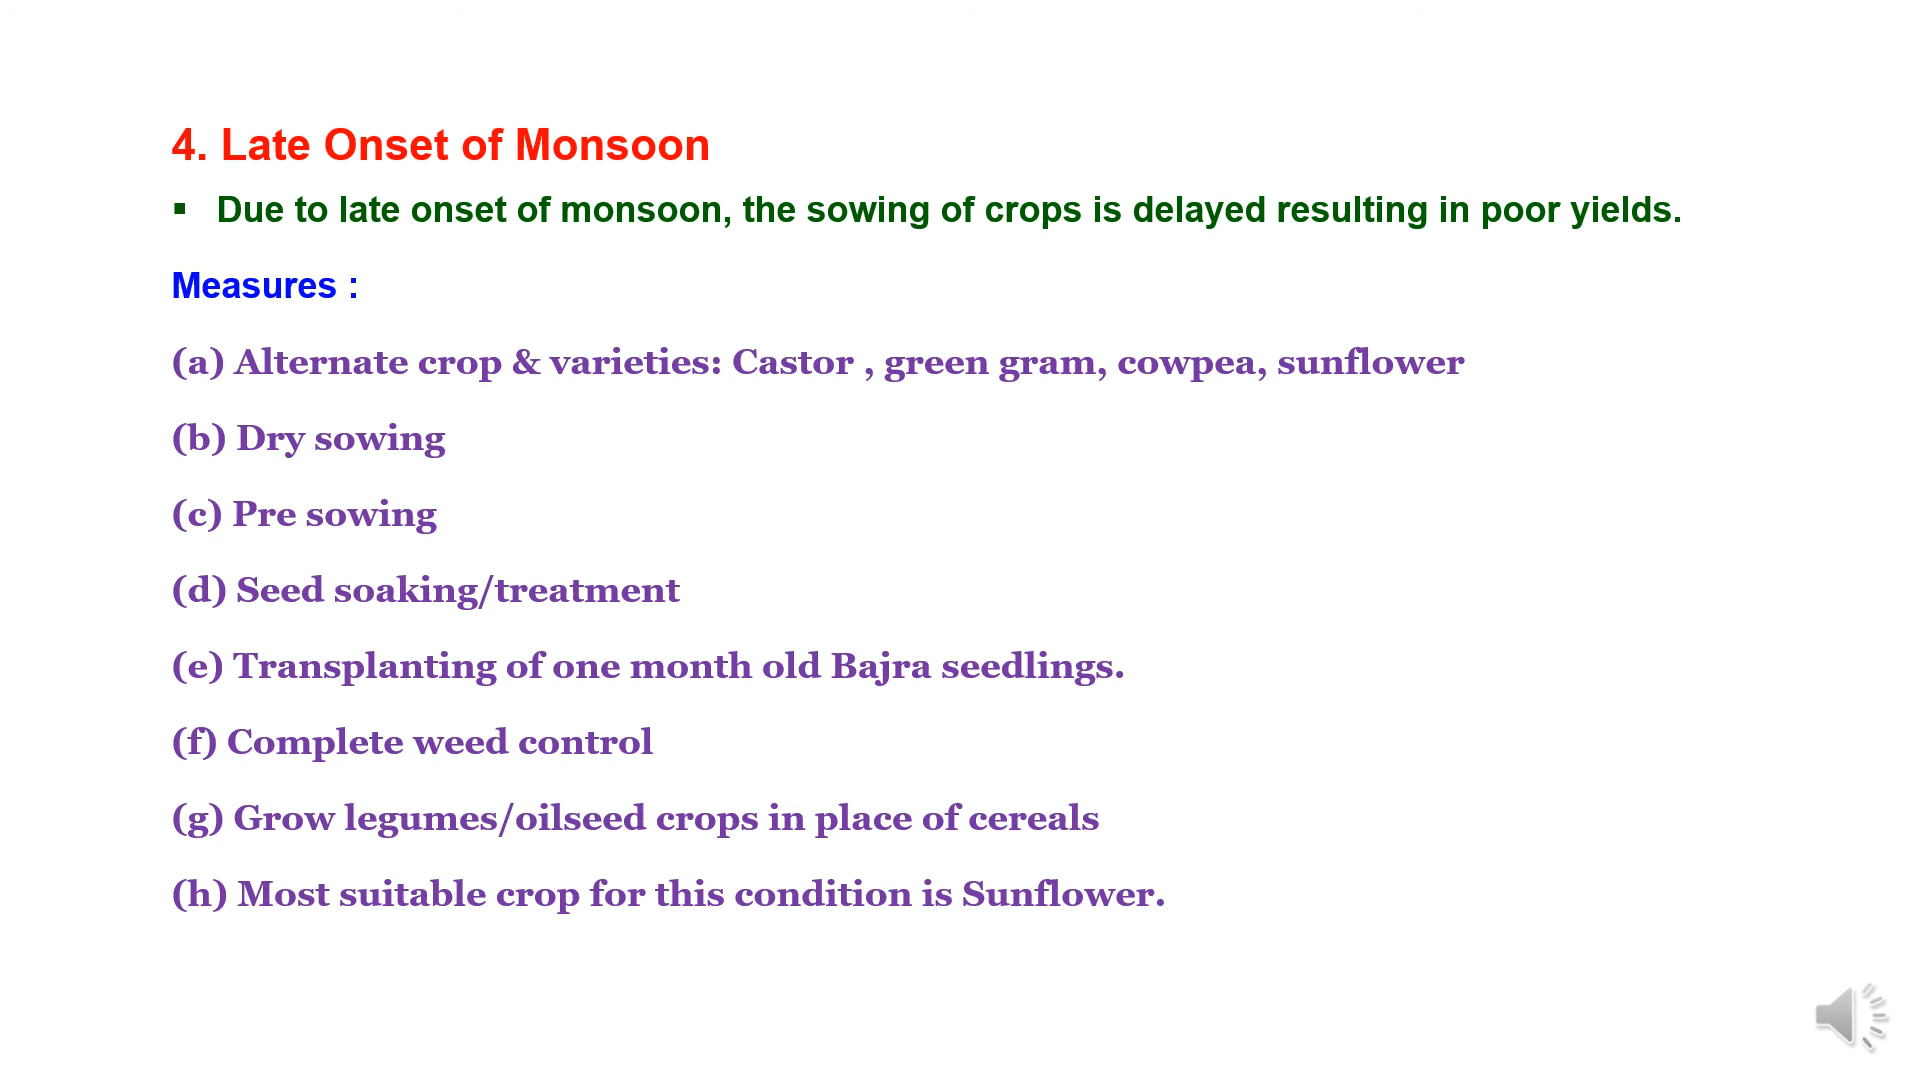 4. Late Onset of Monsoon
▪ Due to late onset of monsoon, the sowing of crops is delayed resulting in poor yields.
Measures :
(a) Alternate crop & varieties: Castor , green gram, cowpea, sunflower
(b) Dry sowing
(c) Pre sowing
(d) Seed soaking/treatment
(e) Transplanting of one month old Bajra seedlings.
(f) Complete weed control
(g) Grow legumes/oilseed crops in place of cereals
(h) Most suitable crop for this condition is Sunflower.